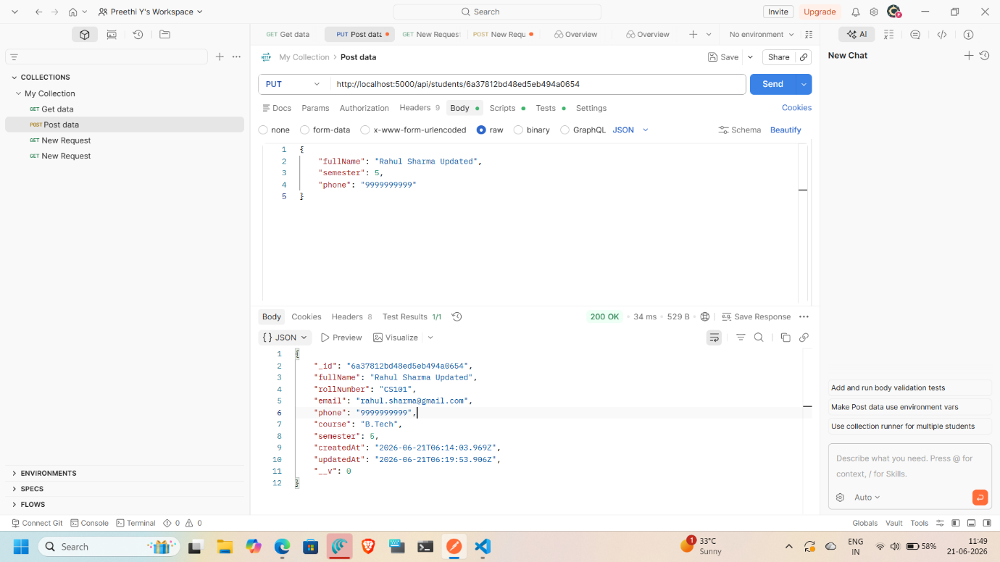 Preethi Y's Workspace
Search
Invite
Upgrade
GET Get data
PUT Post data
GET New Reques
POST New Requ
Overview
Overview
No environment
AI
COLLECTIONS
My Collection
GET Get data
POST Post data
GET New Request
GET New Request
ENVIRONMENTS
SPECS
FLOWS
HTTP
My Collection > Post data
Save
Share
PUT
http://localhost:5000/api/students/6a37812bd48ed5eb494a0654
Send
Docs
Params
Authorization
Headers 9
Body
Scripts
Tests
Settings
Cookies
none
form-data
x-www-form-urlencoded
raw
binary
GraphQL
JSON
Schema
Beautify
1 {
2 "fullName": "Rahul Sharma Updated",
3 "semester": 5,
4 "phone": "9999999999"
5 }
Body
Cookies
Headers 8
Test Results 1/1
200 OK
34 ms
529 B
e.g. Save Response
{} JSON
Preview
Visualize
1 {
2 "_id": "6a37812bd48ed5eb494a0654",
3 "fullName": "Rahul Sharma Updated",
4 "rollNumber": "CS101",
5 "email": "rahul.sharma@gmail.com",
6 "phone": "9999999999",
7 "course": "B.Tech",
8 "semester": 5,
9 "createdAt": "2026-06-21T06:14:03.969Z",
10 "updatedAt": "2026-06-21T06:19:53.906Z",
11 "__v": 0
12 }
New Chat
Add and run body validation tests
Make Post data use environment vars
Use collection runner for multiple students
Describe what you need. Press @ for
context, / for Skills.
Auto
Connect Git
Console
Terminal
0
0
Globals
Vault
Tools
Search
1
33°C
Sunny
ENG
IN
58%
11:49
21-06-2026